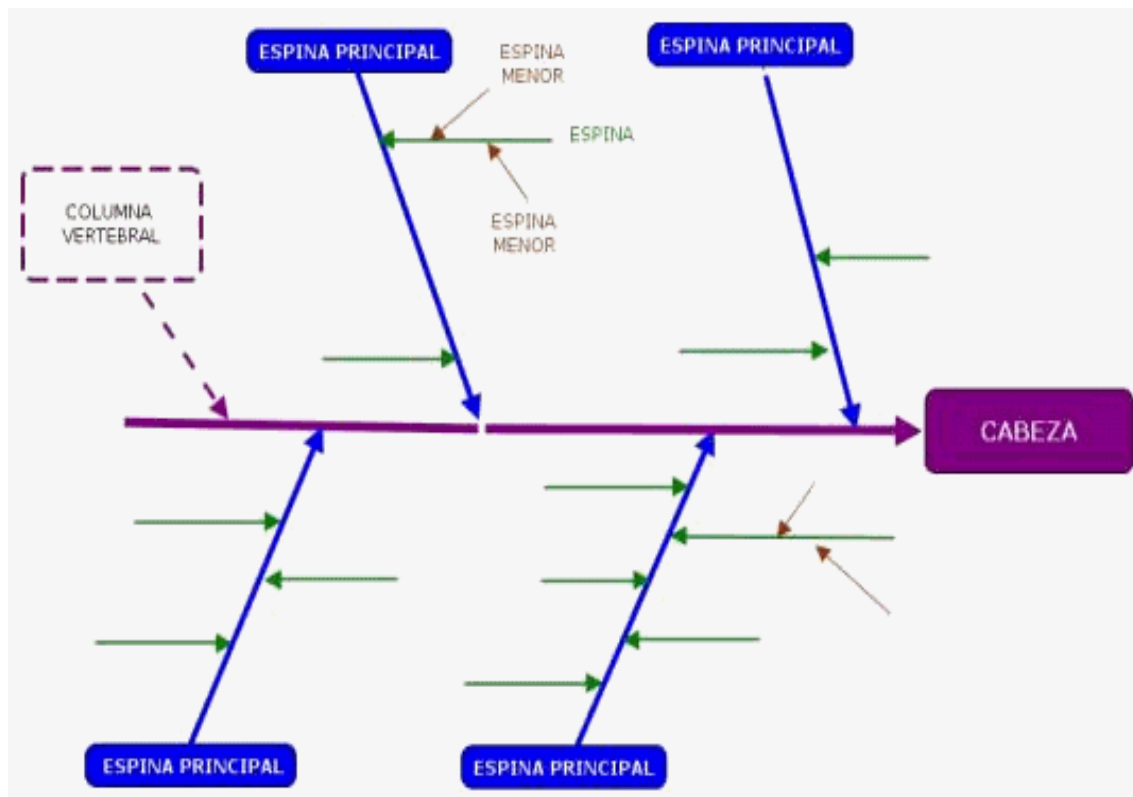 ESPINA PRINCIPAL
ESPINA
MENOR
ESPINA PRINCIPAL
ESPINA
COLUMNA
VERTEBRAL
ESPINA
MENOR
CABEZA
ESPINA PRINCIPAL
ESPINA PRINCIPAL